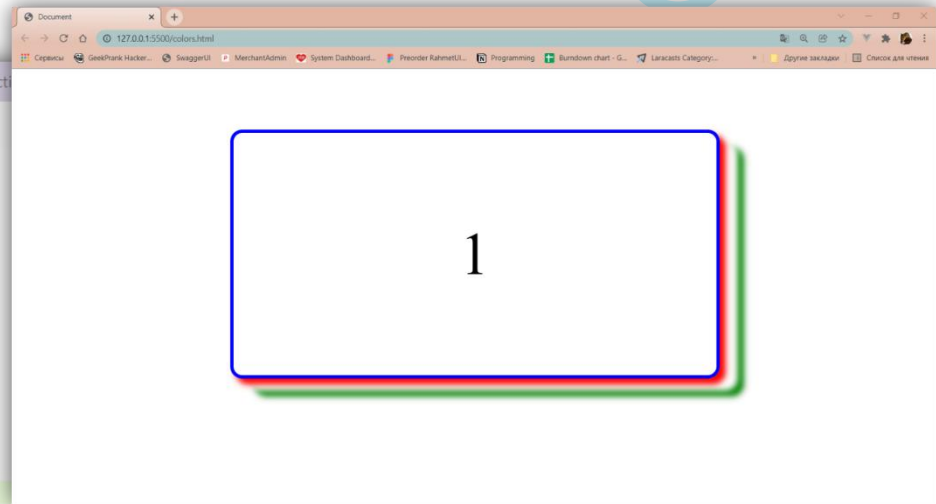 Document
127.0.0.1:5500/colors.html
Сервисы GeekPrank Hacker... SwaggerUI MerchantAdmin System Dashboard... Preorder RahmetUI... Programming Burndown chart - G... Laracasts Category:... » Другие закладки Список для чтения
1